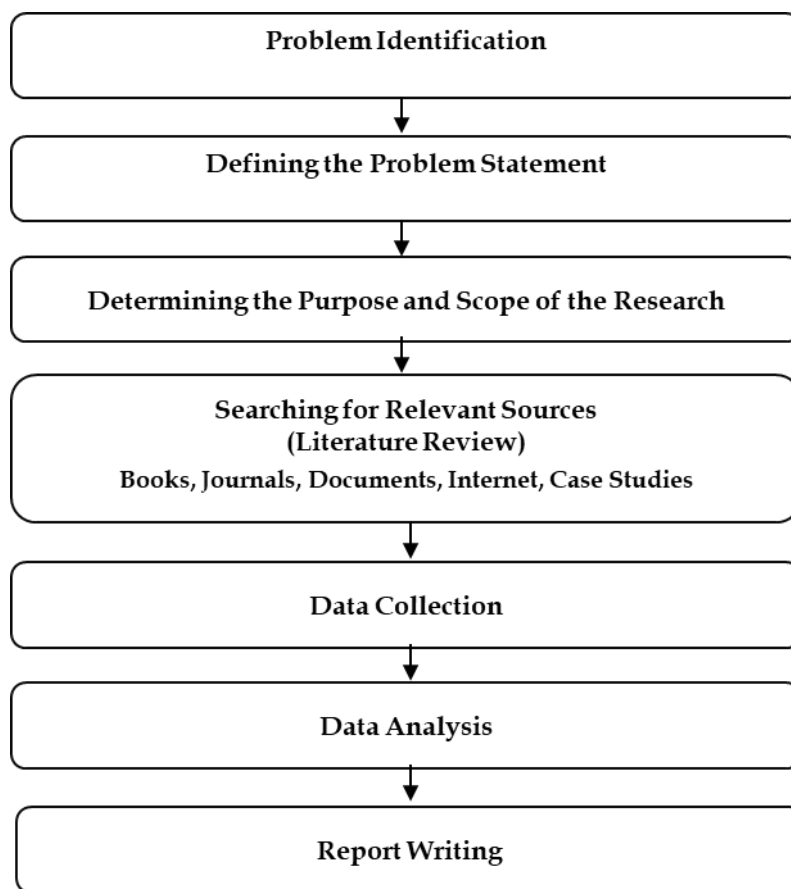 Problem Identification
Defining the Problem Statement
Determining the Purpose and Scope of the Research
Searching for Relevant Sources
(Literature Review)
Books, Journals, Documents, Internet, Case Studies
Data Collection
Data Analysis
Report Writing